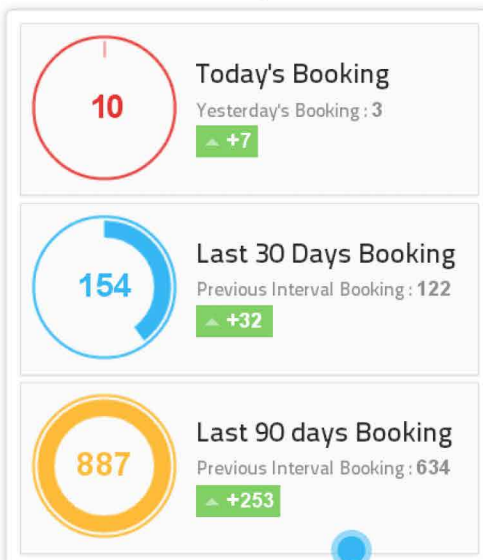 10
Today's Booking
Yesterday's Booking : 3
+7
154
Last 30 Days Booking
Previous Interval Booking : 122
+32
887
Last 90 days Booking
Previous Interval Booking : 634
+253